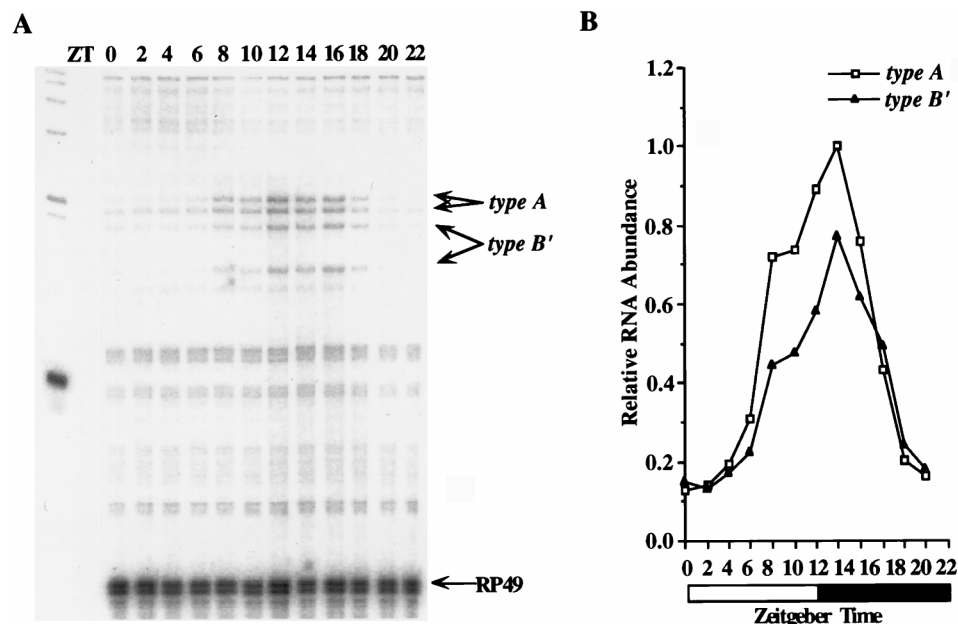 A
ZT 0 2 4 6 8 10 12 14 16 18 20 22
type A
type B'
RP49
B
1.2
1.0
0.8
0.6
0.4
0.2
0.0
Relative RNA Abundance
type A
type B'
0 2 4 6 8 10 12 14 16 18 20 22
Zeitgeber Time